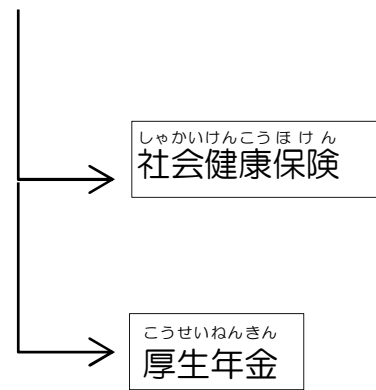 しゃかいけんこうほけん
社会健康保険
こうせいねんきん
厚生年金